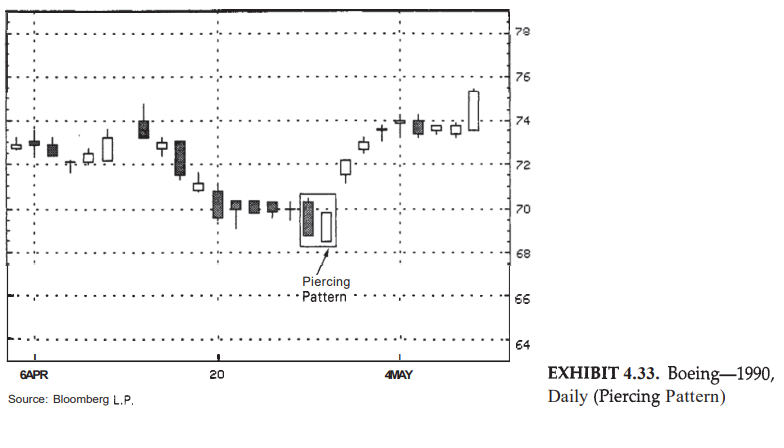 78
76
74
72
70
68
66
64
Piercing
Pattern
6APR 20 4MAY
Source: Bloomberg L.P.
EXHIBIT 4.33. Boeing—1990,
Daily (Piercing Pattern)